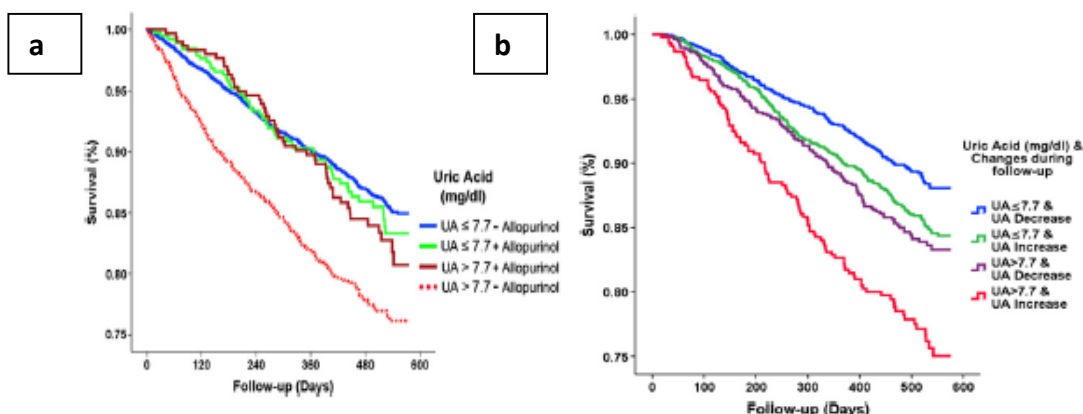 a
1.00
0.95
0.90
0.85
0.80
0.75
Survival (%)
0
120
240
360
480
600
Follow-up (Days)
Uric Acid
(mg/dl)
UA ≤ 7.7 – Allopurinol
UA ≤ 7.7 + Allopurinol
UA > 7.7 + Allopurinol
UA > 7.7 – Allopurinol
b
1.00
0.95
0.90
0.85
0.80
0.75
Survival (%)
0
100
200
300
400
500
600
Follow-up (Days)
Uric Acid (mg/dl) &
Changes during
follow-up
UA≤7.7 &
UA Decrease
UA≤7.7 &
UA Increase
UA>7.7 &
UA Decrease
UA>7.7 &
UA Increase